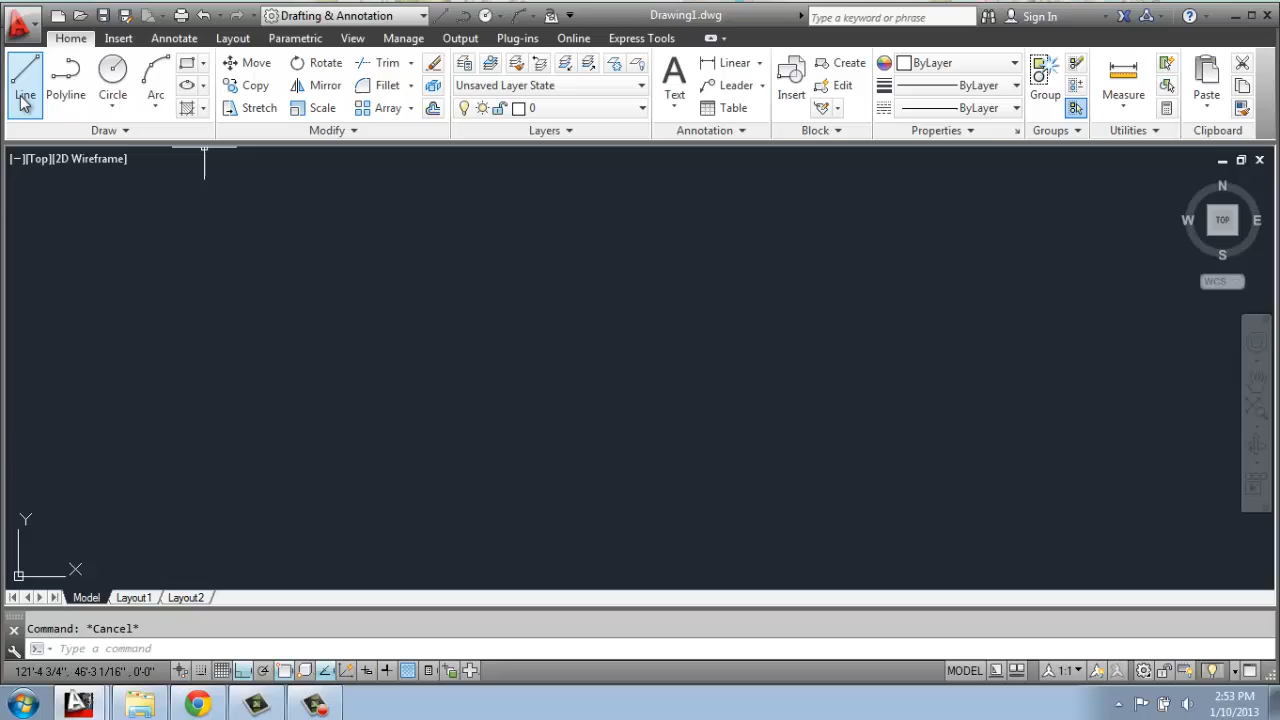 Drafting & Annotation
Drawing1.dwg
Type a keyword or phrase
Sign In
Home Insert Annotate Layout Parametric View Manage Output Plug-ins Online Express Tools
Line Polyline Circle Arc
Move Rotate Trim
Copy Mirror Fillet
Stretch Scale Array
Unsaved Layer State
0
Text
Linear
Leader
Table
Insert
Create
Edit
ByLayer
ByLayer
ByLayer
Group
Measure
Paste
Draw Modify Layers Annotation Block Properties Groups Utilities Clipboard
[−][Top][2D Wireframe]
N
W TOP E
S
WCS
Y
X
Model Layout1 Layout2
Command: *Cancel*
Type a command
121'-4 3/4", 46'-3 1/16", 0'-0"
MODEL
1:1
2:53 PM
1/10/2013